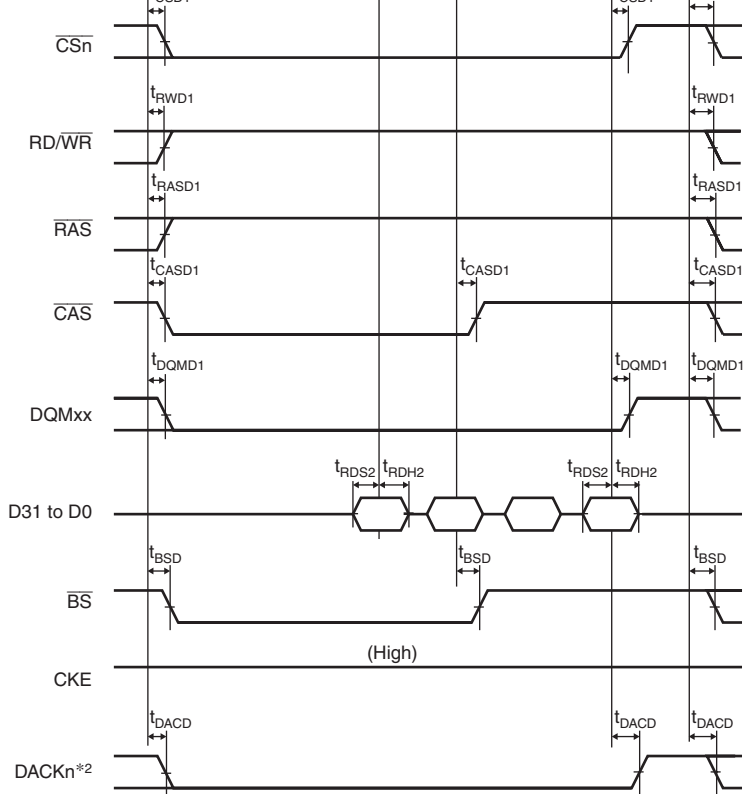 CSn
tRWD1 tRWD1
RD/WR
tRASD1 tRASD1
RAS
tCASD1 tCASD1 tCASD1
CAS
tDQMD1 tDQMD1 tDQMD1
DQMxx
tRDS2 tRDH2 tRDS2 tRDH2
D31 to D0
tBSD tBSD tBSD
BS
(High)
CKE
tDACD tDACD tDACD
DACKn*2